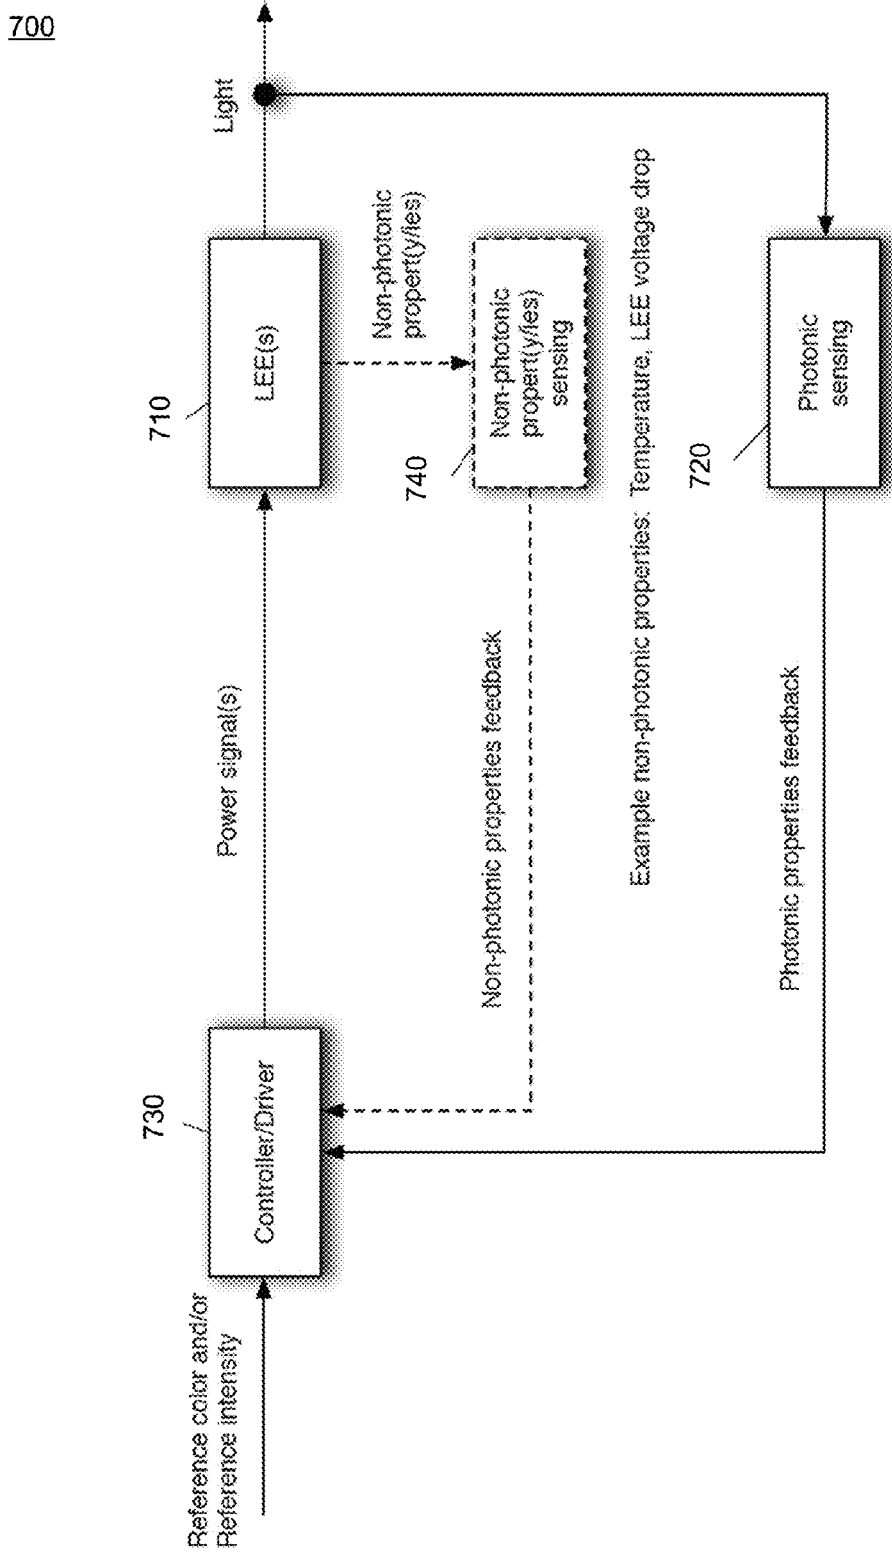 700
Reference color and/or
Reference intensity
730
Controller/Driver
Power signal(s)
710
LEE(s)
Light
Non-photonic
propert(y/ies)
740
Non-photonic
propert(y/ies)
sensing
Non-photonic properties feedback
Example non-photonic properties: Temperature, LEE voltage drop
720
Photonic
sensing
Photonic properties feedback